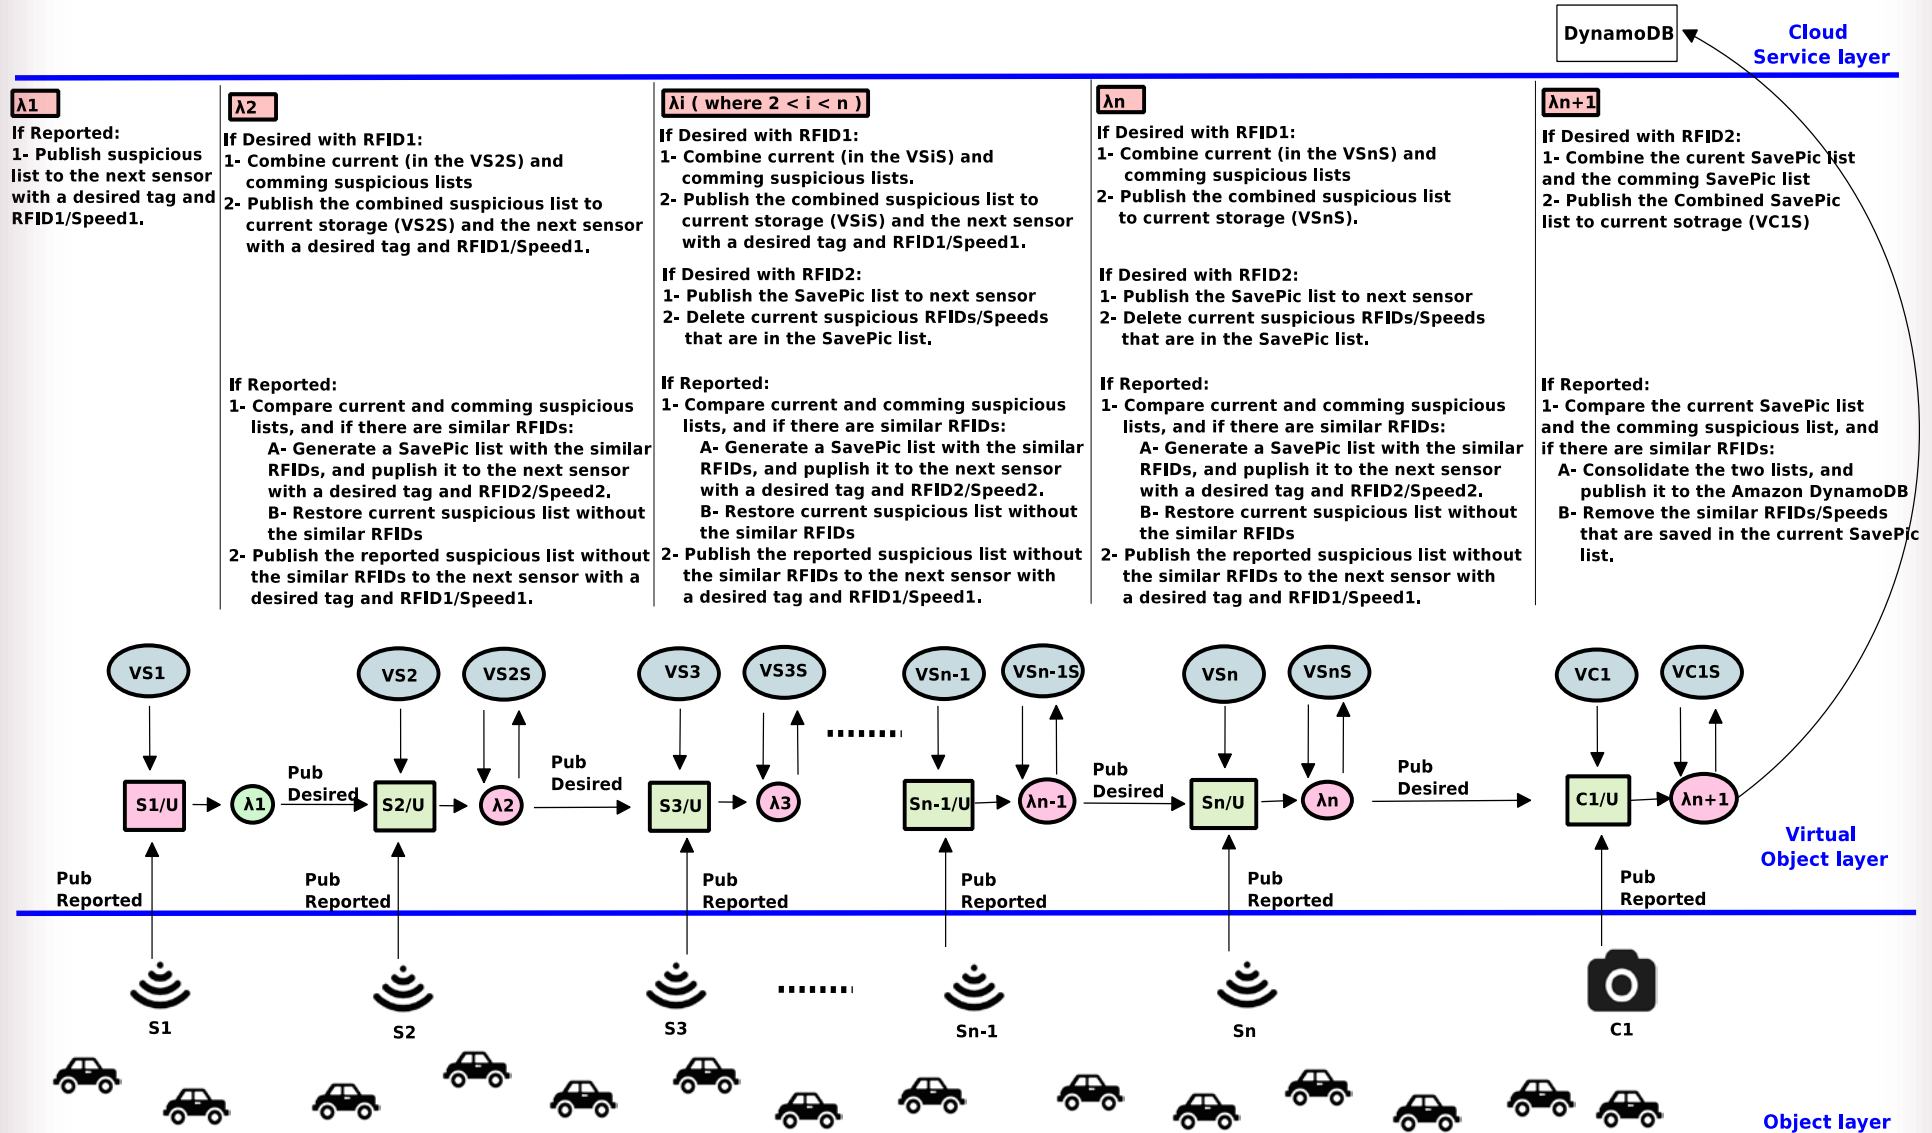 DynamoDB
Cloud
Service layer
λ1
If Reported:
1- Publish suspicious
list to the next sensor
with a desired tag and
RFID1/Speed1.
λ2
If Desired with RFID1:
1- Combine current (in the VS2S) and
comming suspicious lists
2- Publish the combined suspicious list to
current storage (VS2S) and the next sensor
with a desired tag and RFID1/Speed1.
If Reported:
1- Compare current and comming suspicious
lists, and if there are similar RFIDs:
A- Generate a SavePic list with the similar
RFIDs, and puplish it to the next sensor
with a desired tag and RFID2/Speed2.
B- Restore current suspicious list without
the similar RFIDs
2- Publish the reported suspicious list without
the similar RFIDs to the next sensor with a
desired tag and RFID1/Speed1.
λi ( where 2 < i < n )
If Desired with RFID1:
1- Combine current (in the VSiS) and
comming suspicious lists.
2- Publish the combined suspicious list to
current storage (VSiS) and the next sensor
with a desired tag and RFID1/Speed1.
If Desired with RFID2:
1- Publish the SavePic list to next sensor
2- Delete current suspicious RFIDs/Speeds
that are in the SavePic list.
If Reported:
1- Compare current and comming suspicious
lists, and if there are similar RFIDs:
A- Generate a SavePic list with the similar
RFIDs, and puplish it to the next sensor
with a desired tag and RFID2/Speed2.
B- Restore current suspicious list without
the similar RFIDs
2- Publish the reported suspicious list without
the similar RFIDs to the next sensor with
a desired tag and RFID1/Speed1.
λn
If Desired with RFID1:
1- Combine current (in the VSnS) and
comming suspicious lists
2- Publish the combined suspicious list
to current storage (VSnS).
If Desired with RFID2:
1- Publish the SavePic list to next sensor
2- Delete current suspicious RFIDs/Speeds
that are in the SavePic list.
If Reported:
1- Compare current and comming suspicious
lists, and if there are similar RFIDs:
A- Generate a SavePic list with the similar
RFIDs, and puplish it to the next sensor
with a desired tag and RFID2/Speed2.
B- Restore current suspicious list without
the similar RFIDs
2- Publish the reported suspicious list without
the similar RFIDs to the next sensor with
a desired tag and RFID1/Speed1.
λn+1
If Desired with RFID2:
1- Combine the curent SavePic list
and the comming SavePic list
2- Publish the Combined SavePic
list to current sotrage (VC1S)
If Reported:
1- Compare the current SavePic list
and the comming suspicious list, and
if there are similar RFIDs:
A- Consolidate the two lists, and
publish it to the Amazon DynamoDB
B- Remove the similar RFIDs/Speeds
that are saved in the current SavePic
list.
VS1
VS2
VS2S
VS3
VS3S
VSn-1
VSn-1S
VSn
VSnS
VC1
VC1S
S1/U
λ1
Pub
Desired
S2/U
λ2
Pub
Desired
S3/U
λ3
Sn-1/U
λn-1
Pub
Desired
Sn/U
λn
Pub
Desired
C1/U
λn+1
Virtual
Object layer
Pub
Reported
Pub
Reported
Pub
Reported
Pub
Reported
Pub
Reported
Pub
Reported
S1
S2
S3
Sn-1
Sn
C1
Object layer